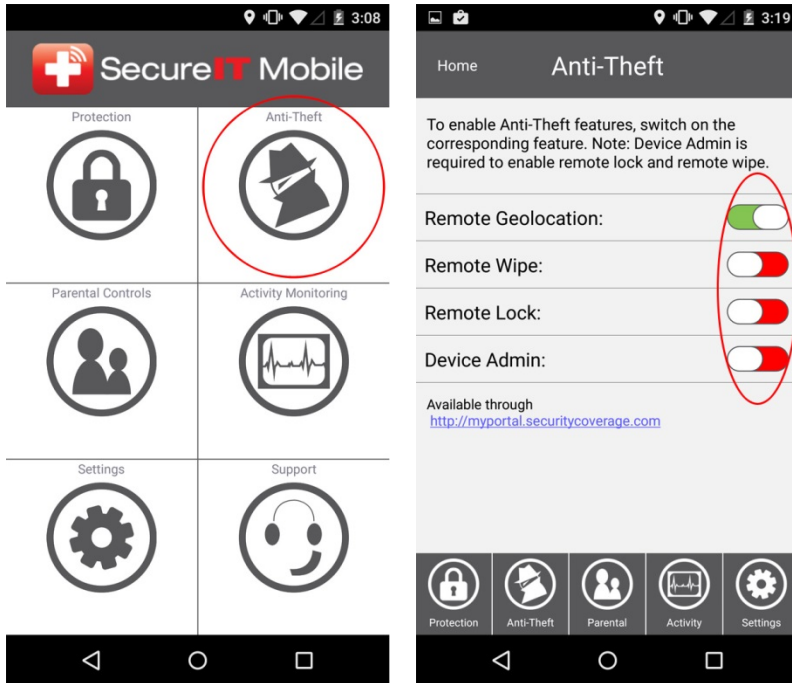 3:08
SecureIT Mobile
Protection
Anti-Theft
Parental Controls
Activity Monitoring
Settings
Support
3:19
Home
Anti-Theft
To enable Anti-Theft features, switch on the
corresponding feature. Note: Device Admin is
required to enable remote lock and remote wipe.
Remote Geolocation:
Remote Wipe:
Remote Lock:
Device Admin:
Available through
http://myportal.securitycoverage.com
Protection
Anti-Theft
Parental
Activity
Settings